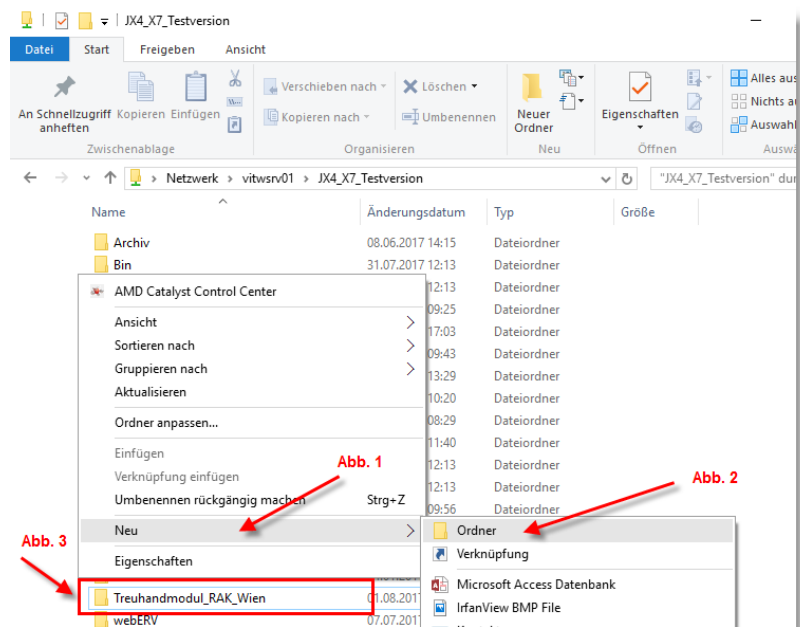 JX4_X7_Testversion
Datei Start Freigeben Ansicht
An Schnellzugriff anheften
Kopieren
Einfügen
Verschieben nach
Kopieren nach
Löschen
Umbenennen
Neuer Ordner
Eigenschaften
Alles aus
Nichts au
Auswahl
Zwischenablage Organisieren Neu Öffnen Auswä
Netzwerk > vitwsrv01 > JX4_X7_Testversion
"JX4_X7_Testversion" dur
Name Änderungsdatum Typ Größe
Archiv 08.06.2017 14:15 Dateiordner
Bin 31.07.2017 12:13 Dateiordner
AMD Catalyst Control Center 12:13 Dateiordner
09:25 Dateiordner
Ansicht 17:03 Dateiordner
Sortieren nach 09:43 Dateiordner
Gruppieren nach 13:29 Dateiordner
Aktualisieren 10:20 Dateiordner
Ordner anpassen... 08:29 Dateiordner
11:40 Dateiordner
Einfügen 12:13 Dateiordner
Abb. 1
Verknüpfung einfügen 12:13 Dateiordner
Abb. 2
Umbenennen rückgängig machen Strg+Z 09:56 Dateiordner
Neu
Ordner
Abb. 3
Verknüpfung
Eigenschaften
Microsoft Access Datenbank
Treuhandmodul_RAK_Wien 01.08.2017
IrfanView BMP File
webERV 07.07.2017